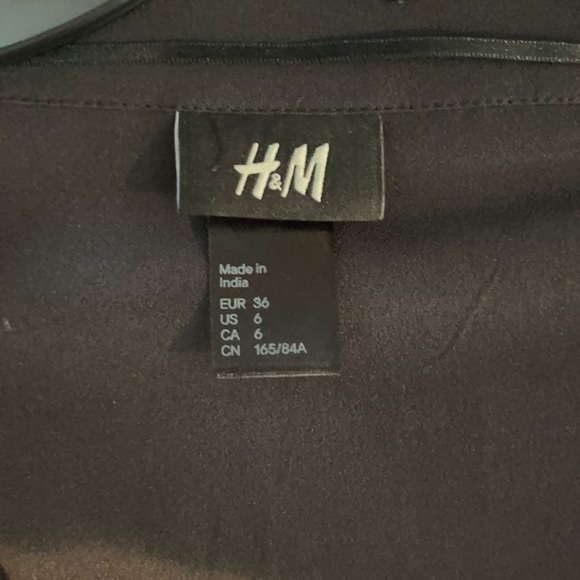 H&M
Made in
India
EUR 36
US 6
CA 6
CN 165/84A